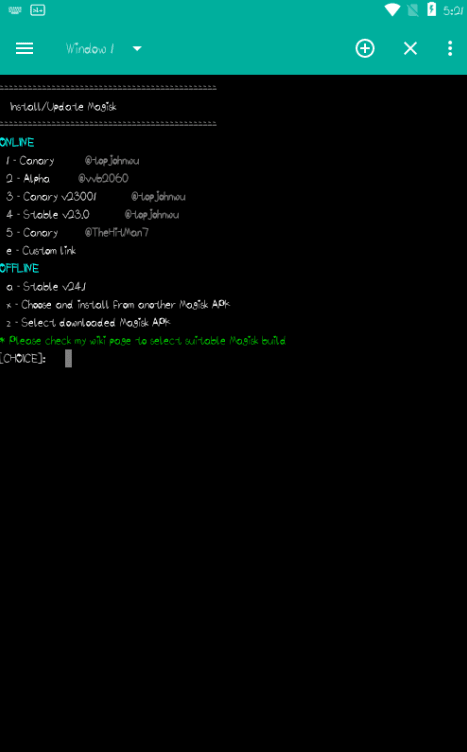 5:21
Window 1
==========================================
Install/Update Magisk
==========================================
ONLINE
1 - Canary @topjohnwu
2 - Alpha @vvb2060
3 - Canary v23001 @topjohnwu
4 - Stable v23.0 @topjohnwu
5 - Canary @TheHitMan7
e - Custom link
OFFLINE
a - Stable v24.1
x - Choose and install from another Magisk APK
z - Select downloaded Magisk APK
* Please check my wiki page to select suitable Magisk build
[CHOICE]: